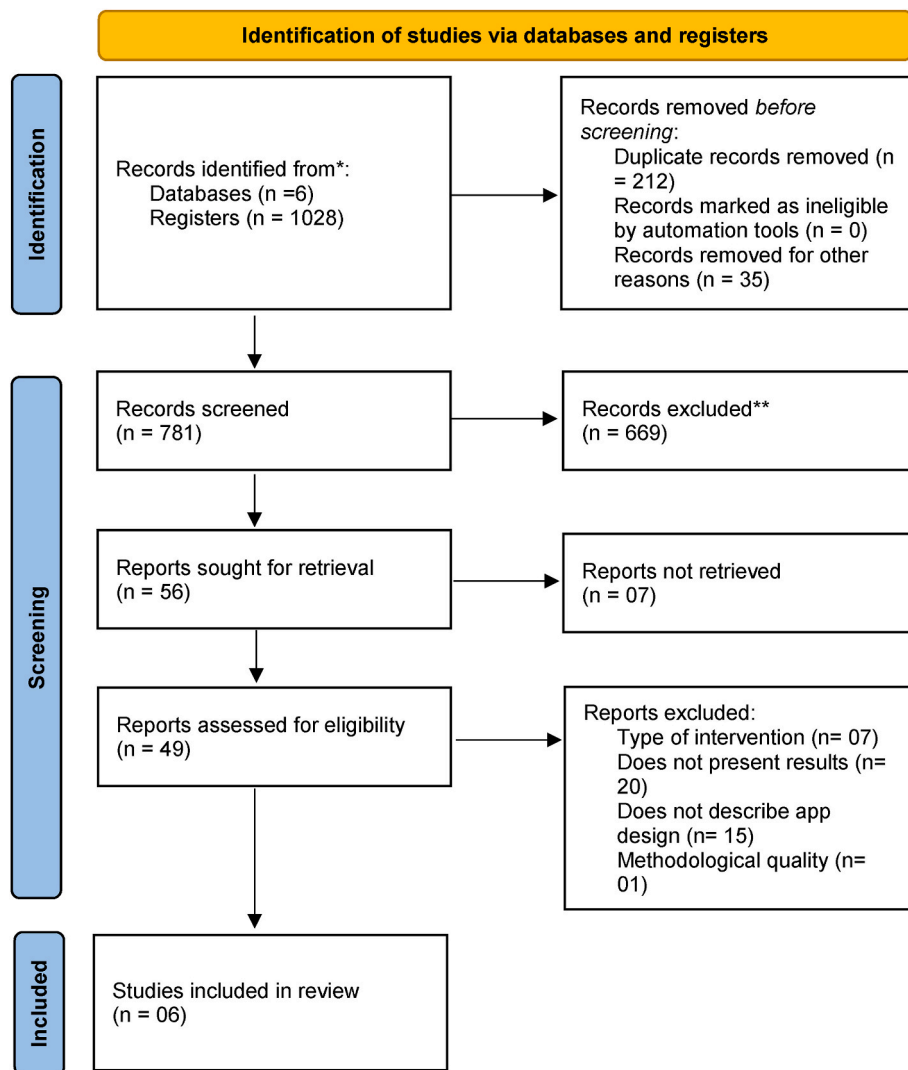 Identification of studies via databases and registers
Identification
Records identified from*:
Databases (n =6)
Registers (n = 1028)
Records removed before
screening:
Duplicate records removed (n
= 212)
Records marked as ineligible
by automation tools (n = 0)
Records removed for other
reasons (n = 35)
Screening
Records screened
(n = 781)
Records excluded**
(n = 669)
Reports sought for retrieval
(n = 56)
Reports not retrieved
(n = 07)
Reports assessed for eligibility
(n = 49)
Reports excluded:
Type of intervention (n= 07)
Does not present results (n=
20)
Does not describe app
design (n= 15)
Methodological quality (n=
01)
Included
Studies included in review
(n = 06)